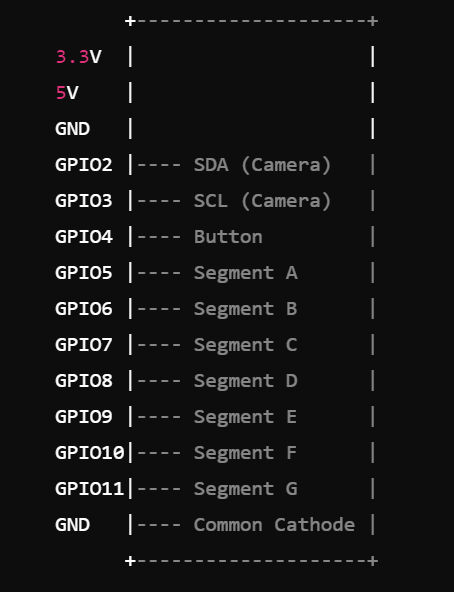 +--------------------+
3.3V  |                    |
5V    |                    |
GND   |                    |
GPIO2 |---- SDA (Camera)   |
GPIO3 |---- SCL (Camera)   |
GPIO4 |---- Button         |
GPIO5 |---- Segment A      |
GPIO6 |---- Segment B      |
GPIO7 |---- Segment C      |
GPIO8 |---- Segment D      |
GPIO9 |---- Segment E      |
GPIO10|---- Segment F      |
GPIO11|---- Segment G      |
GND   |---- Common Cathode |
      +--------------------+